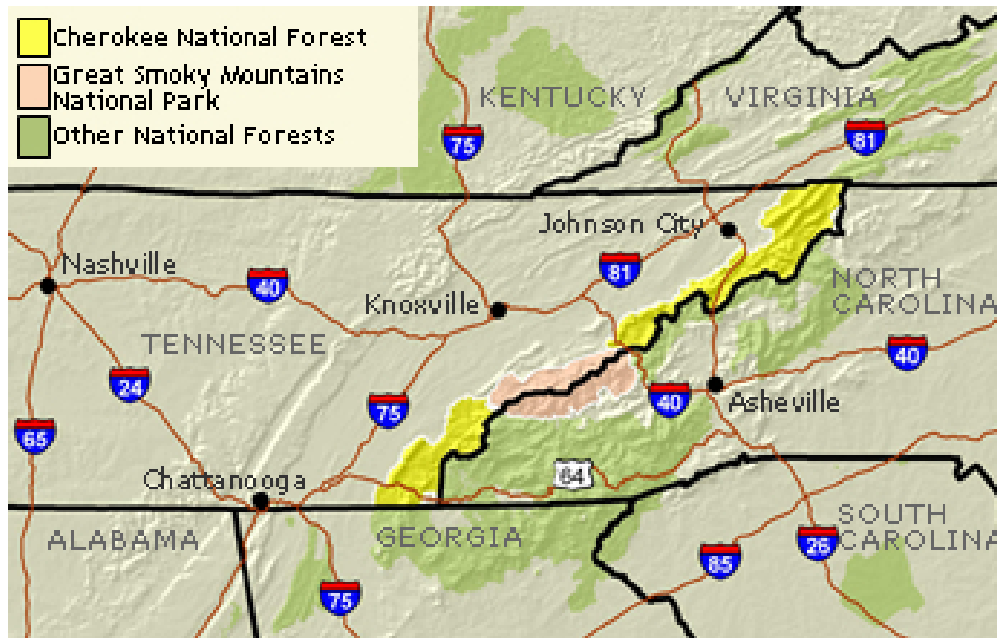 Cherokee National Forest
Great Smoky Mountains
National Park
Other National Forests
KENTUCKY
VIRGINIA
75
81
Johnson City
Nashville
81
40
NORTH
CAROLINA
Knoxville
TENNESSEE
40
24
75
40
Asheville
65
Chattanooga
64
ALABAMA
GEORGIA
SOUTH
CAROLINA
26
85
75